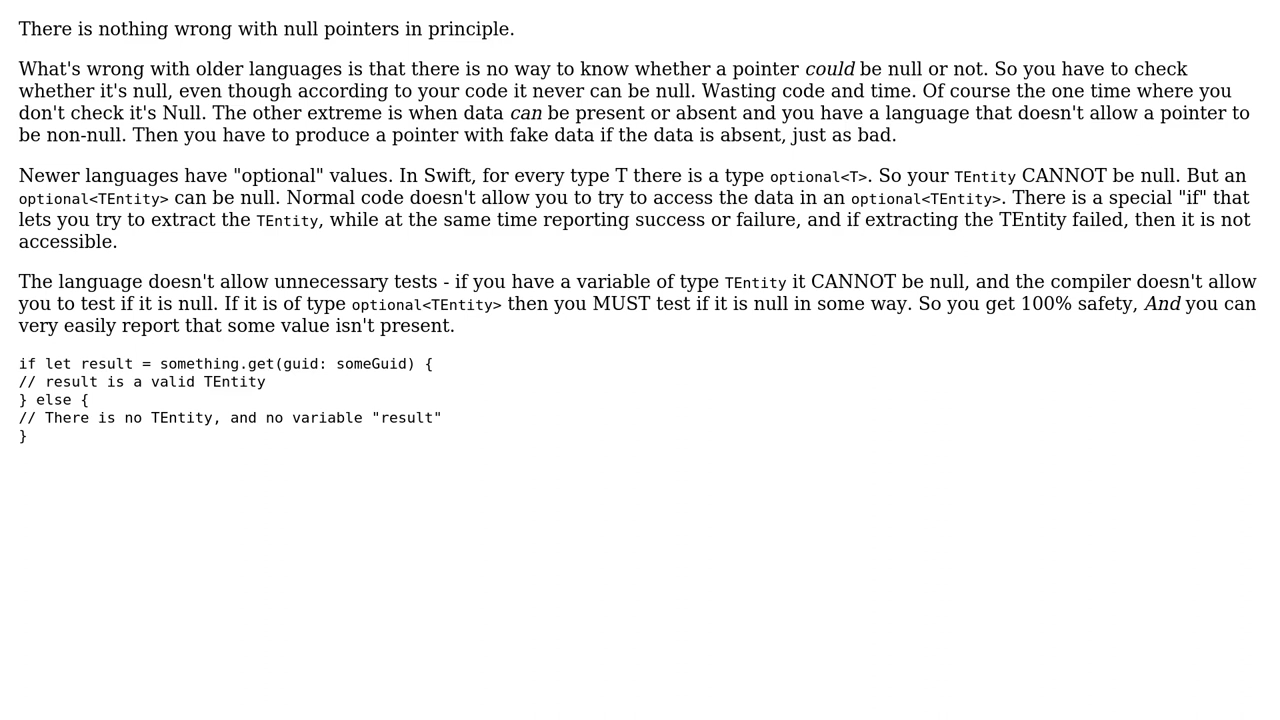 There is nothing wrong with null pointers in principle.
What's wrong with older languages is that there is no way to know whether a pointer could be null or not. So you have to check
whether it's null, even though according to your code it never can be null. Wasting code and time. Of course the one time where you
don't check it's Null. The other extreme is when data can be present or absent and you have a language that doesn't allow a pointer to
be non-null. Then you have to produce a pointer with fake data if the data is absent, just as bad.
Newer languages have "optional" values. In Swift, for every type T there is a type optional<T>. So your TEntity CANNOT be null. But an
optional<TEntity> can be null. Normal code doesn't allow you to try to access the data in an optional<TEntity>. There is a special "if" that
lets you try to extract the TEntity, while at the same time reporting success or failure, and if extracting the TEntity failed, then it is not
accessible.
The language doesn't allow unnecessary tests - if you have a variable of type TEntity it CANNOT be null, and the compiler doesn't allow
you to test if it is null. If it is of type optional<TEntity> then you MUST test if it is null in some way. So you get 100% safety, And you can
very easily report that some value isn't present.
if let result = something.get(guid: someGuid) {
// result is a valid TEntity
} else {
// There is no TEntity, and no variable "result"
}